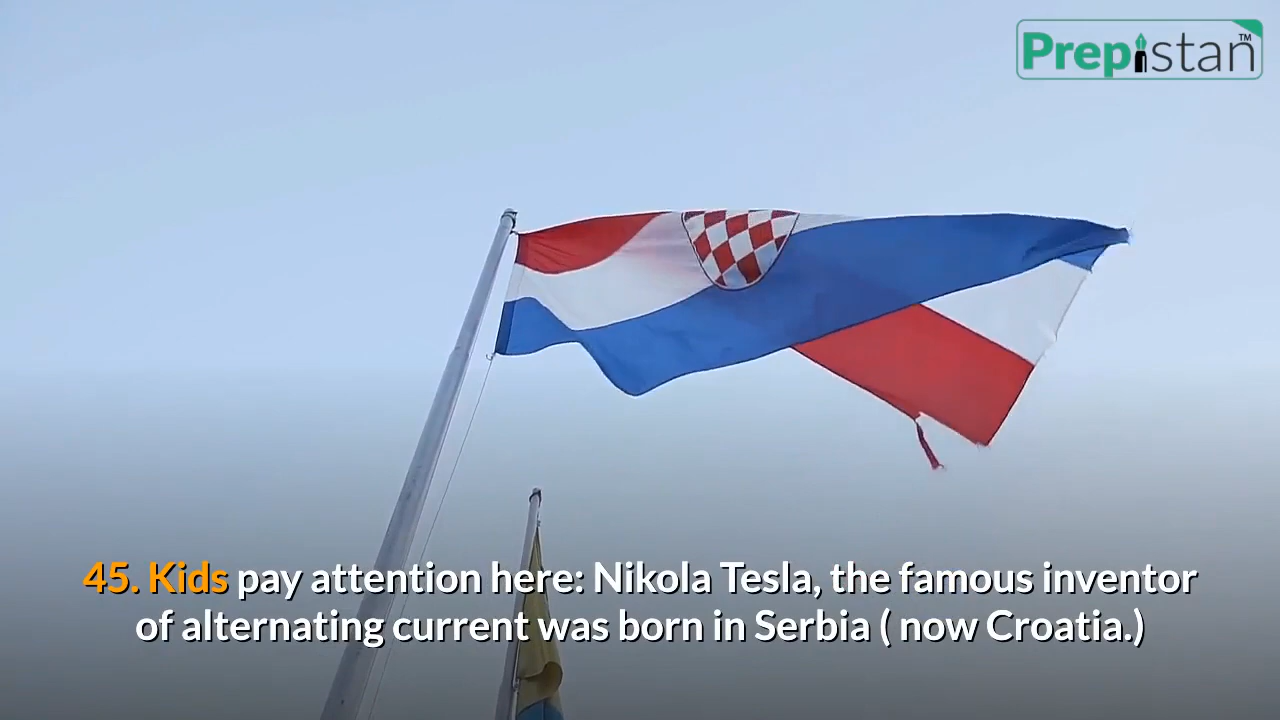 Prepistan™
45. Kids pay attention here: Nikola Tesla, the famous inventor
of alternating current was born in Serbia ( now Croatia.)